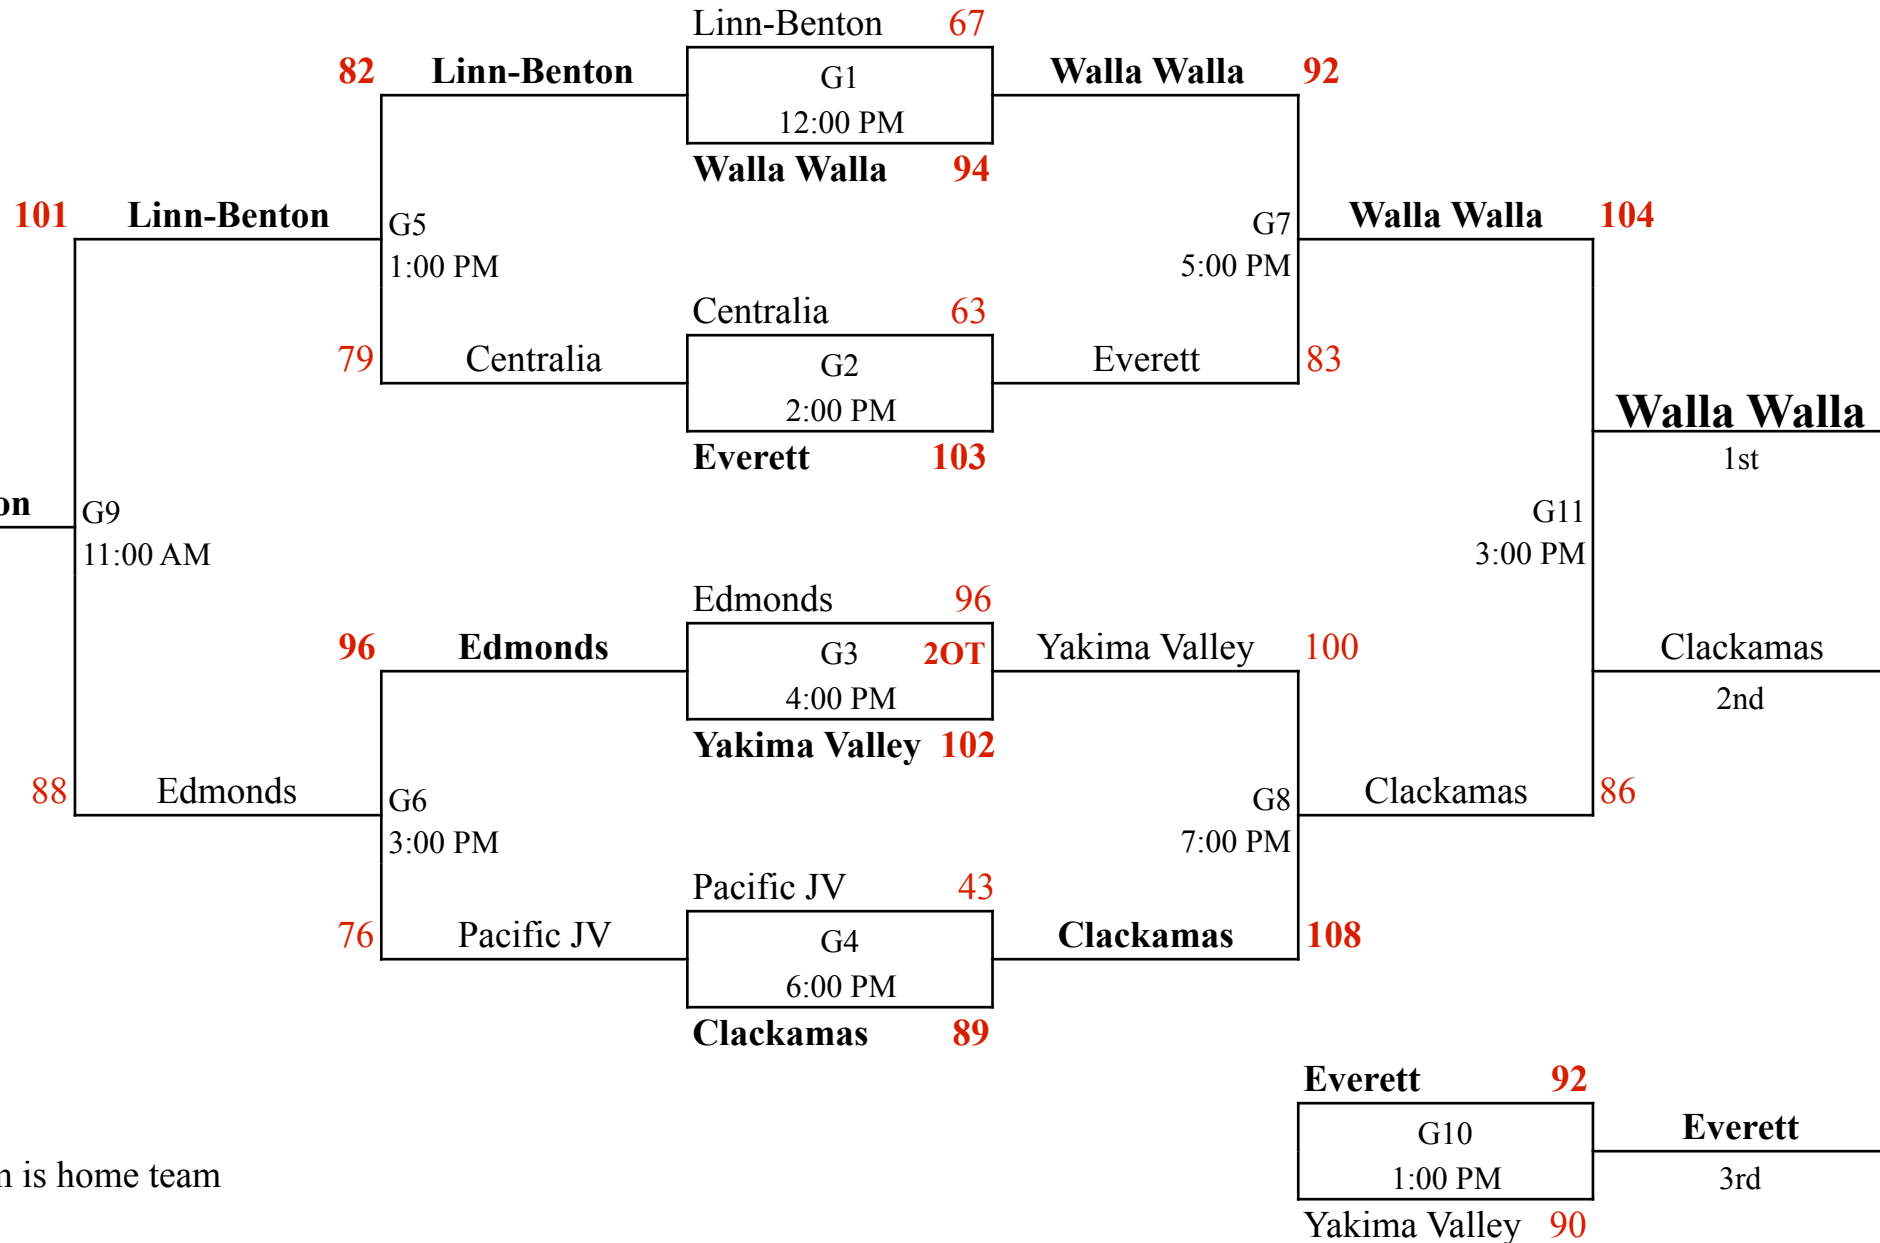 Linn-Benton 67
82 Linn-Benton G1 Walla Walla 92
12:00 PM
Walla Walla 94
101 Linn-Benton G5 G7 Walla Walla 104
1:00 PM 5:00 PM
Centralia 63
79 Centralia G2 Everett 83
2:00 PM
Walla Walla
Everett 103
1st
on G9 G11
11:00 AM 3:00 PM
Edmonds 96
96 Edmonds G3 2OT Yakima Valley 100 Clackamas
4:00 PM 2nd
Yakima Valley 102
88 Edmonds G6 G8 Clackamas 86
3:00 PM 7:00 PM
Pacific JV 43
76 Pacific JV G4 Clackamas 108
6:00 PM
Clackamas 89
Everett 92
G10 Everett
is home team 1:00 PM 3rd
Yakima Valley 90